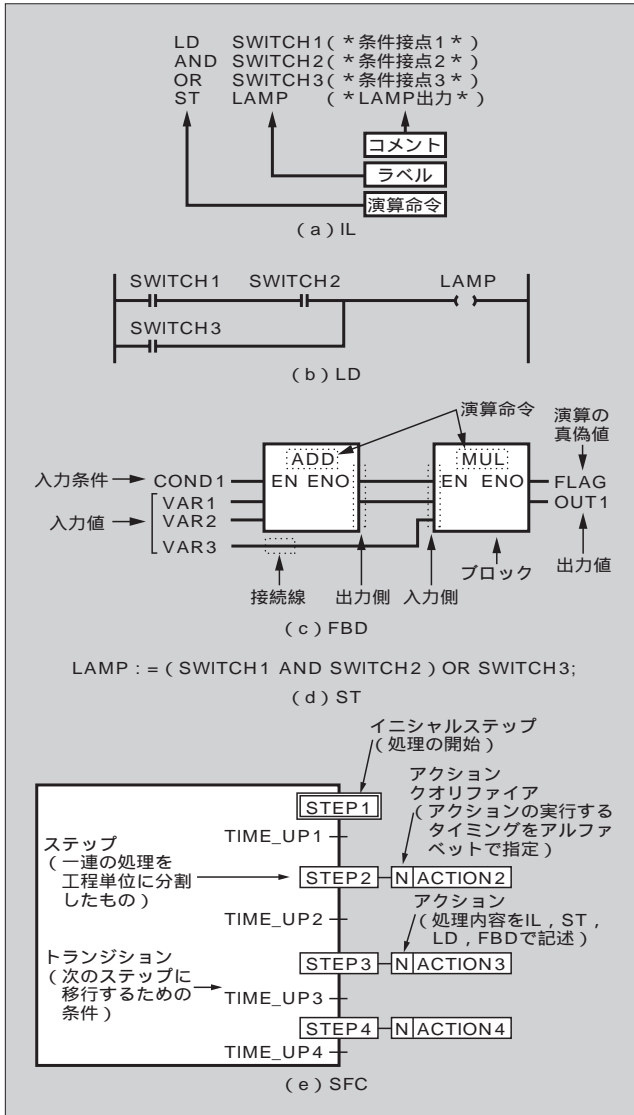 LD SWITCH1(*条件接点1*)
AND SWITCH2(*条件接点2*)
OR SWITCH3(*条件接点3*)
ST LAMP (*LAMP出力*)
コメント
ラベル
演算命令
(a)IL
SWITCH1 SWITCH2 LAMP
SWITCH3
(b)LD
演算命令
演算の
真偽値
ADD
MUL
入力条件
COND1
EN ENO
EN ENO
FLAG
入力値
VAR1
VAR2
OUT1
VAR3
接続線
出力側
入力側
ブロック
出力値
(c)FBD
LAMP:=(SWITCH1 AND SWITCH2)OR SWITCH3;
(d)ST
イニシャルステップ
(処理の開始)
STEP1
アクション
クオリファイア
(アクションの実行する
タイミングをアルファ
ベットで指定)
TIME_UP1
ステップ
(一連の処理を
工程単位に分割
したもの)
STEP2 N ACTION2
TIME_UP2
アクション
(処理内容をIL,ST,
LD,FBDで記述)
トランジション
(次のステップに
移行するための
条件)
STEP3 N ACTION3
TIME_UP3
STEP4 N ACTION4
TIME_UP4
(e)SFC